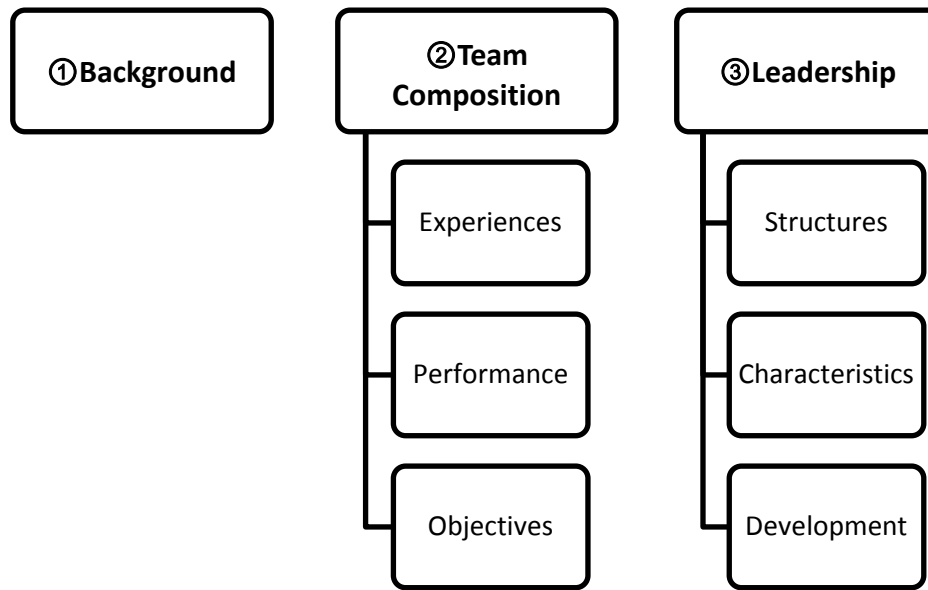 ①Background
②Team
Composition
Experiences
Performance
Objectives
③Leadership
Structures
Characteristics
Development